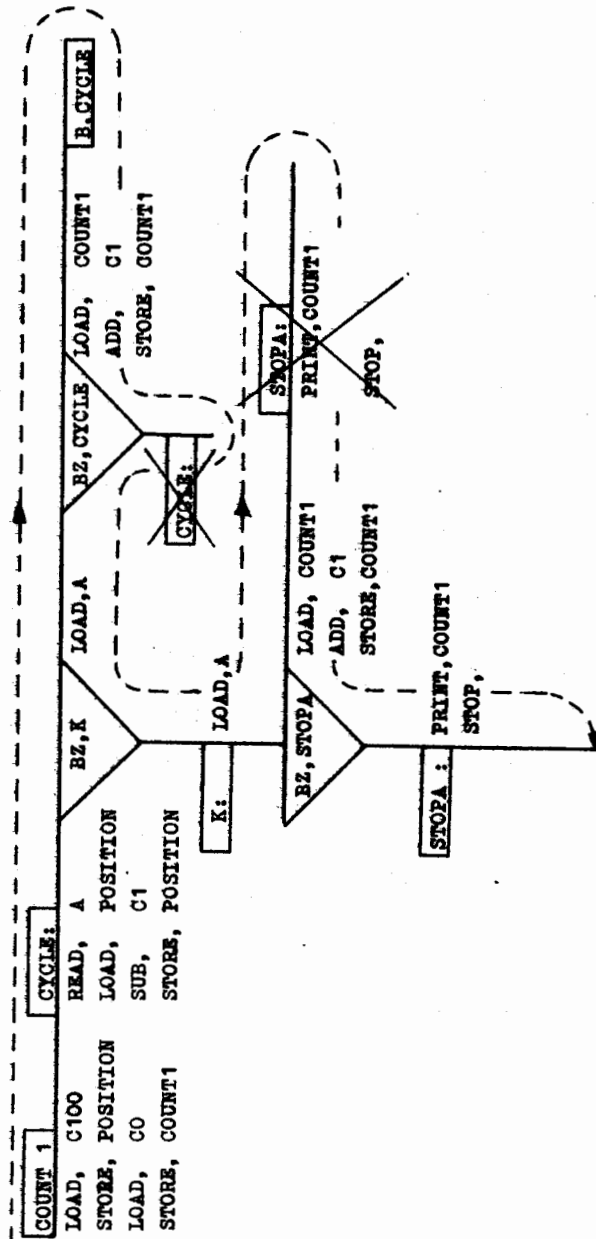 COUNT 1
LOAD, C100
STORE, POSITION
LOAD, C0
STORE, COUNT1
CYCLE:
READ, A
LOAD, POSITION
SUB, C1
STORE, POSITION
BZ, K
LOAD, A
BZ, CYCLE
LOAD, COUNT1
ADD, C1
STORE, COUNT1
B.CYCLE
CYCLE:
K:
LOAD, A
BZ, STOPA
LOAD, COUNT1
ADD, C1
STORE, COUNT1
STOPA:
PRINT, COUNT1
STOP,
STOPA :
PRINT, COUNT1
STOP,